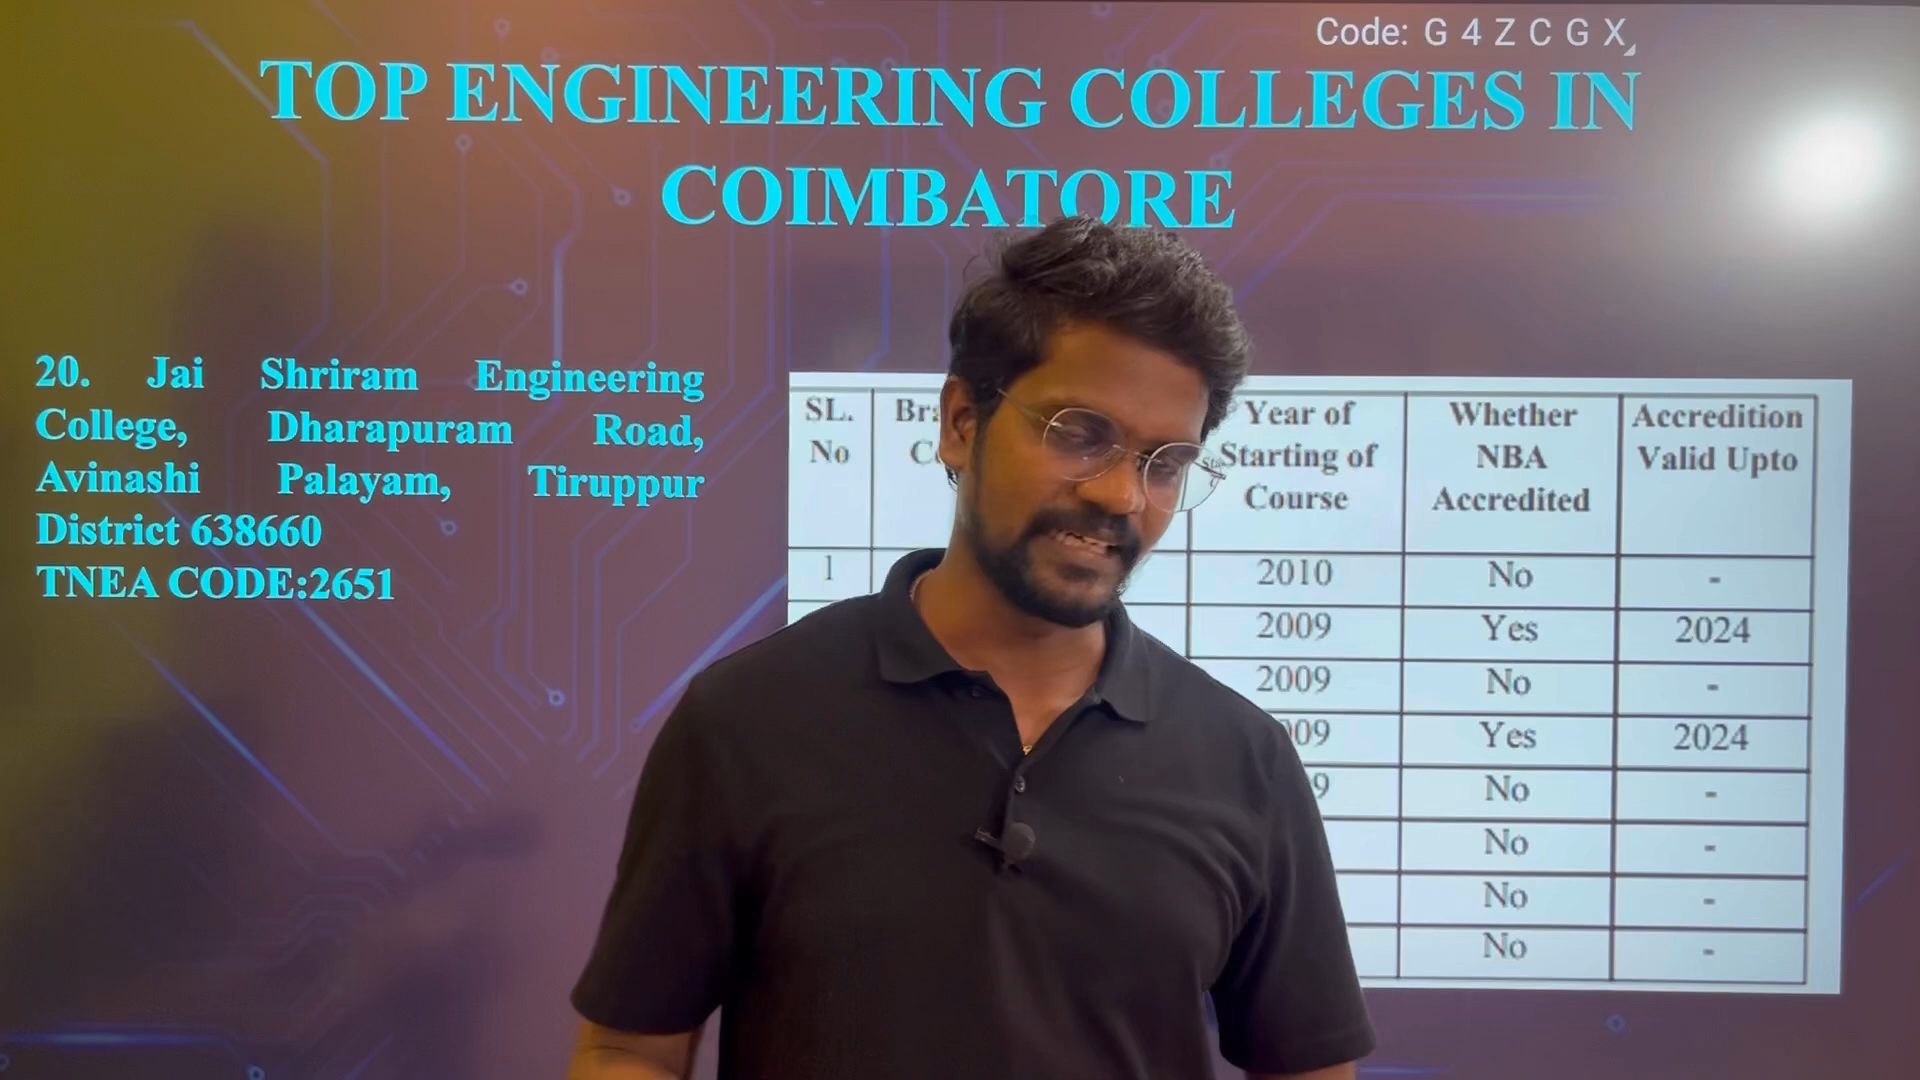 Code: G 4 Z C G X
TOP ENGINEERING COLLEGES IN
COIMBATORE
20. Jai Shriram Engineering
College, Dharapuram Road,
Avinashi Palayam, Tiruppur
District 638660
TNEA CODE:2651
SL. Year of Whether Accredition
No Starting of NBA Valid Upto
Course Accredited
1 2010 No -
2009 Yes 2024
2009 No -
Yes 2024
No -
No -
No -
No -